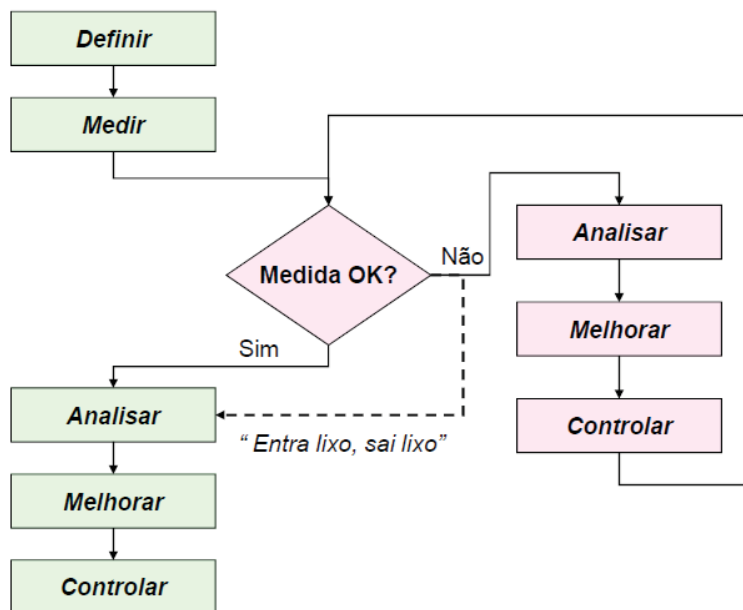 Definir
Medir
Medida OK?
Não
Sim
Analisar
Melhorar
Controlar
Analisar
“ Entra lixo, sai lixo”
Melhorar
Controlar